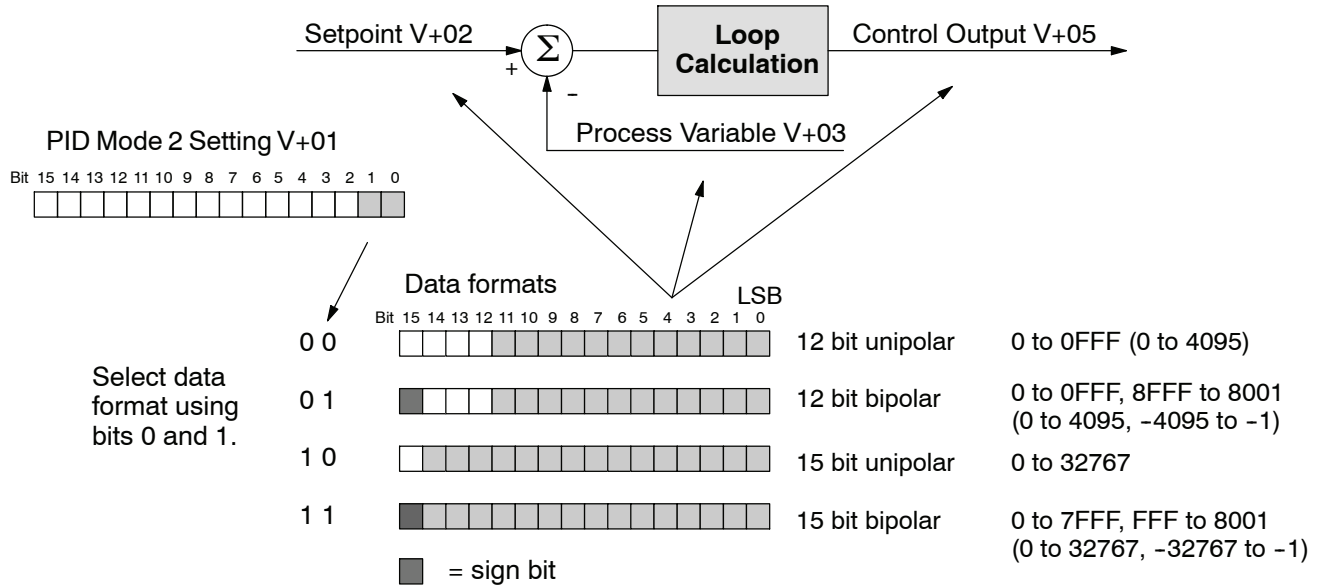 Setpoint V+02
+
Σ
−
Loop
Calculation
Control Output V+05
Process Variable V+03
PID Mode 2 Setting V+01
Bit 15 14 13 12 11 10 9 8 7 6 5 4 3 2 1 0
Data formats
LSB
Bit 15 14 13 12 11 10 9 8 7 6 5 4 3 2 1 0
Select data
format using
bits 0 and 1.
0 0
12 bit unipolar
0 to 0FFF (0 to 4095)
0 1
12 bit bipolar
0 to 0FFF, 8FFF to 8001
(0 to 4095, -4095 to -1)
1 0
15 bit unipolar
0 to 32767
1 1
15 bit bipolar
0 to 7FFF, FFF to 8001
(0 to 32767, -32767 to -1)
= sign bit